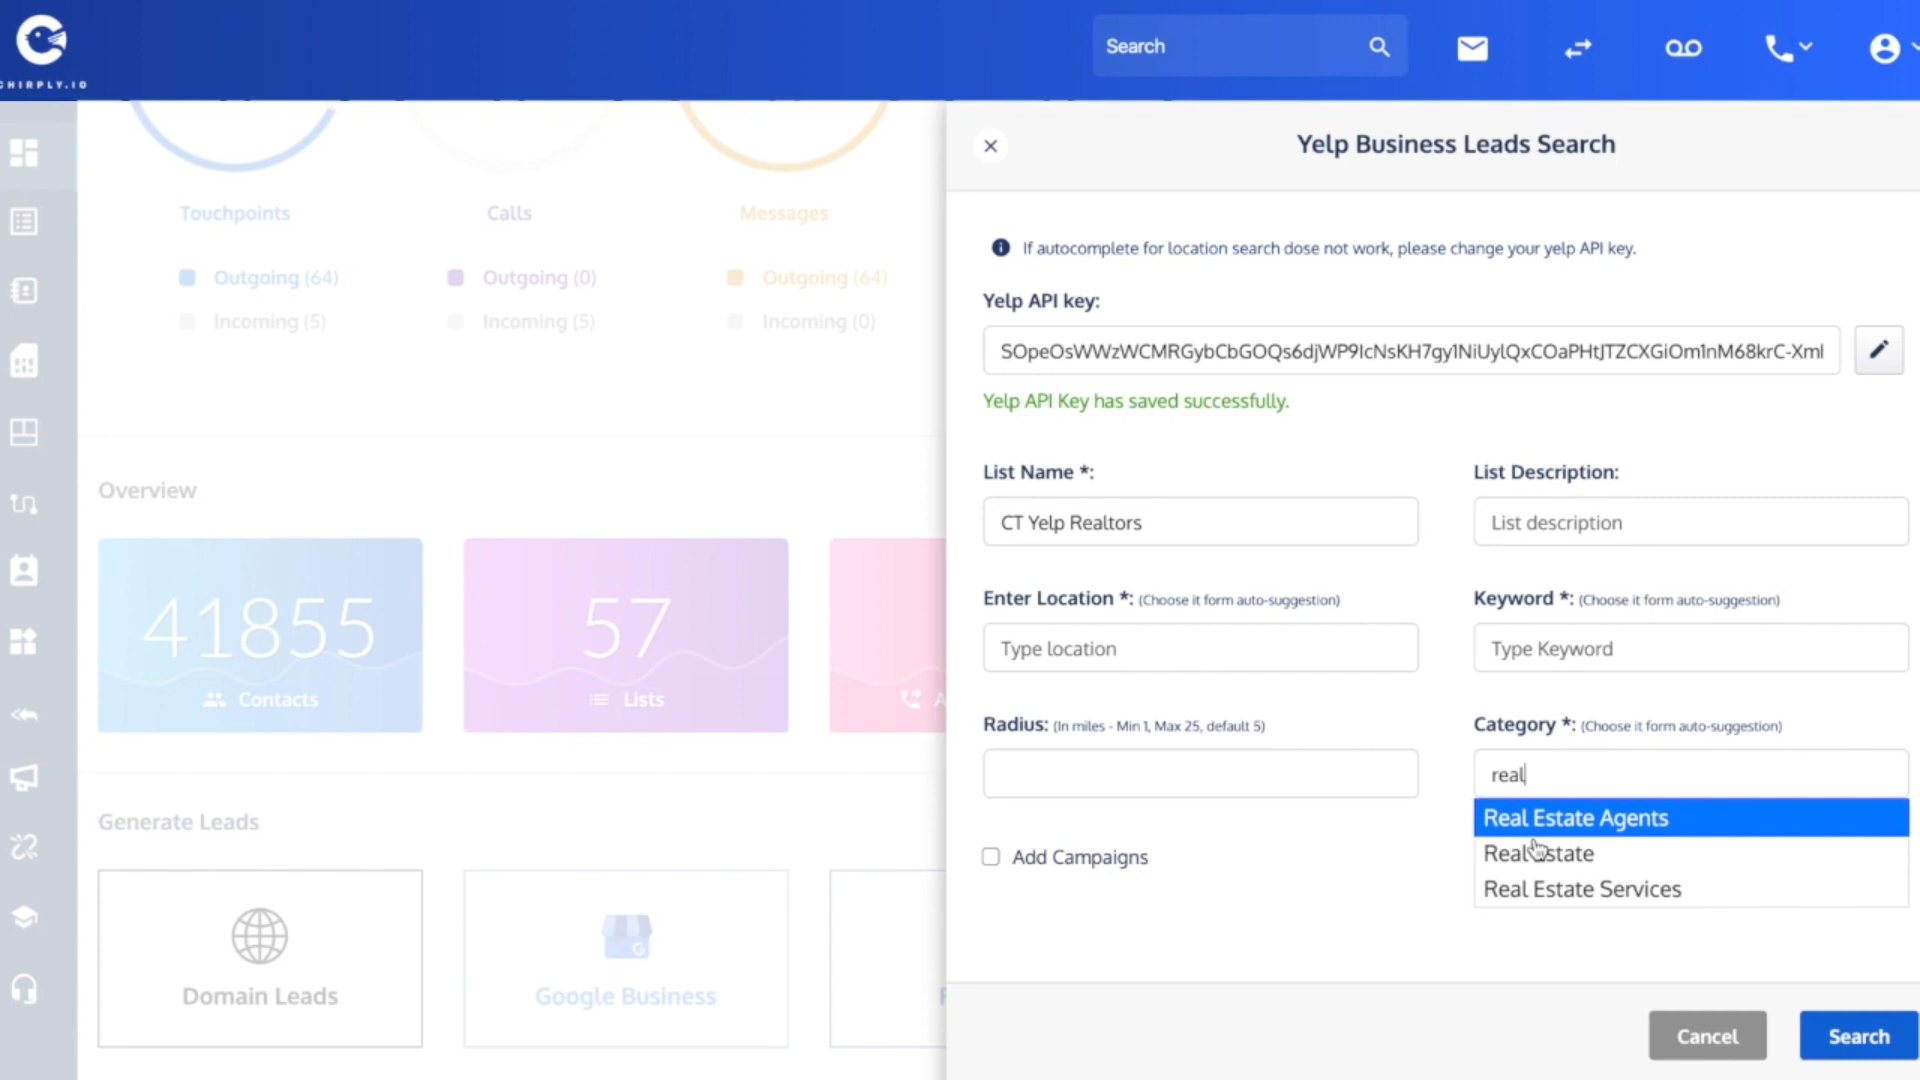 CHIRPLY.IO
Search
Touchpoints
Calls
Messages
Outgoing (64)
Outgoing (0)
Outgoing (64)
Incoming (5)
Incoming (5)
Incoming (0)
Overview
41855
Contacts
57
Lists
A
Generate Leads
Domain Leads
Google Business
Yelp Business Leads Search
If autocomplete for location search dose not work, please change your yelp API key.
Yelp API key:
SOpeOsWWzWCMRGybCbGOQs6djWP9IcNsKH7gy1NiUylQxCOaPHtJTZCXGiOm1nM68krC-Xml
Yelp API Key has saved successfully.
List Name *:
List Description:
CT Yelp Realtors
List description
Enter Location *: (Choose it form auto-suggestion)
Keyword *: (Choose it form auto-suggestion)
Type location
Type Keyword
Radius: (In miles - Min 1, Max 25, default 5)
Category *: (Choose it form auto-suggestion)
real
Real Estate Agents
Real Estate
Real Estate Services
Add Campaigns
Cancel
Search